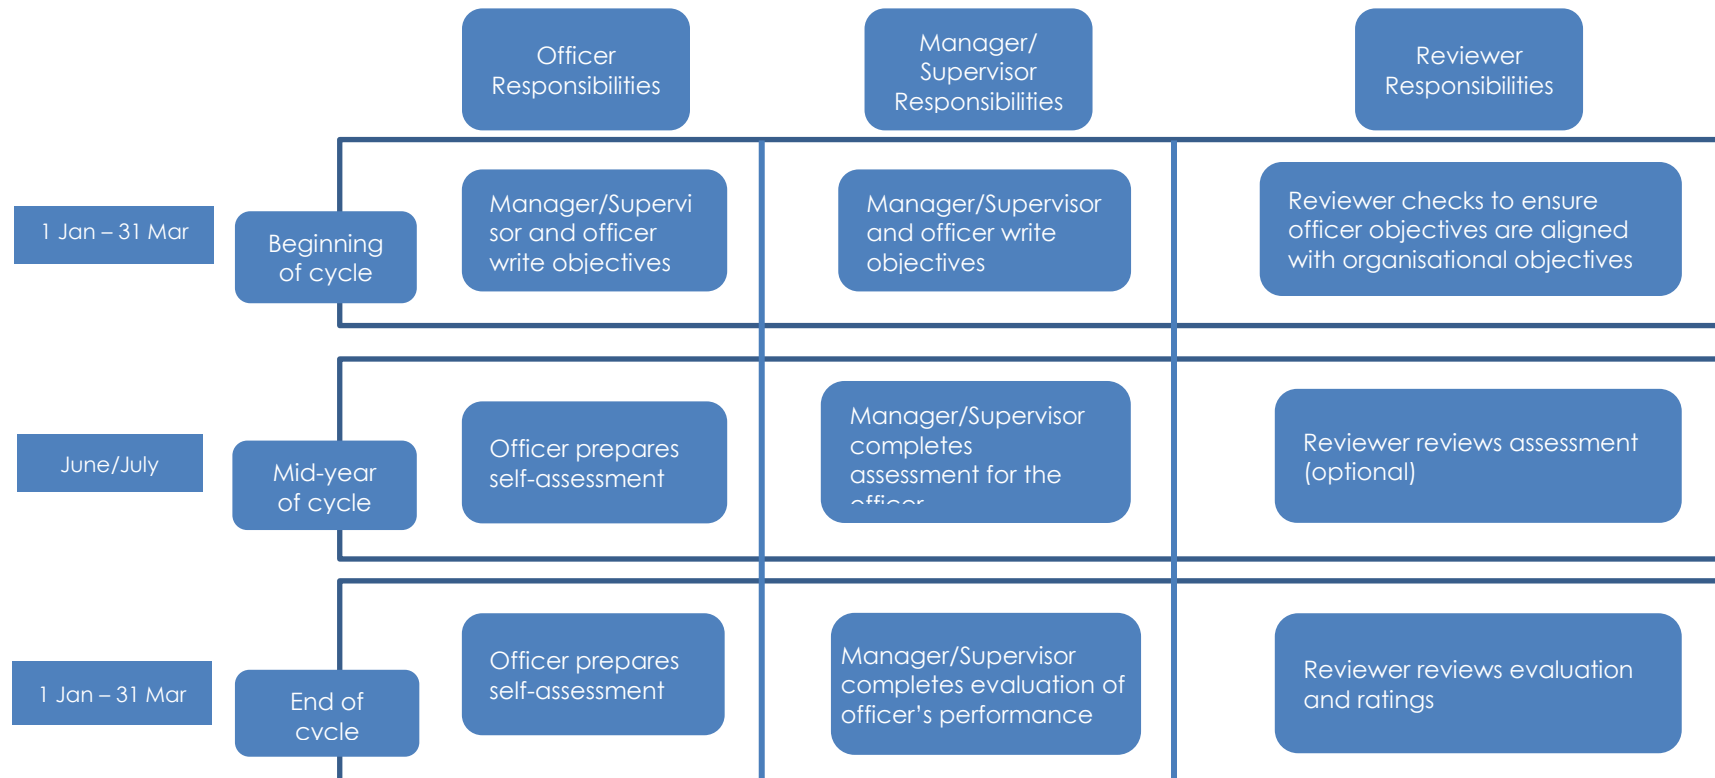 Officer
Responsibilities
Manager/
Supervisor
Responsibilities
Reviewer
Responsibilities
1 Jan – 31 Mar
Beginning
of cycle
Manager/Supervi
sor and officer
write objectives
Manager/Supervisor
and officer write
objectives
Reviewer checks to ensure
officer objectives are aligned
with organisational objectives
June/July
Mid-year
of cycle
Officer prepares
self-assessment
Manager/Supervisor
completes
assessment for the
officer
Reviewer reviews assessment
(optional)
1 Jan – 31 Mar
End of
cycle
Officer prepares
self-assessment
Manager/Supervisor
completes evaluation of
officer’s performance
Reviewer reviews evaluation
and ratings